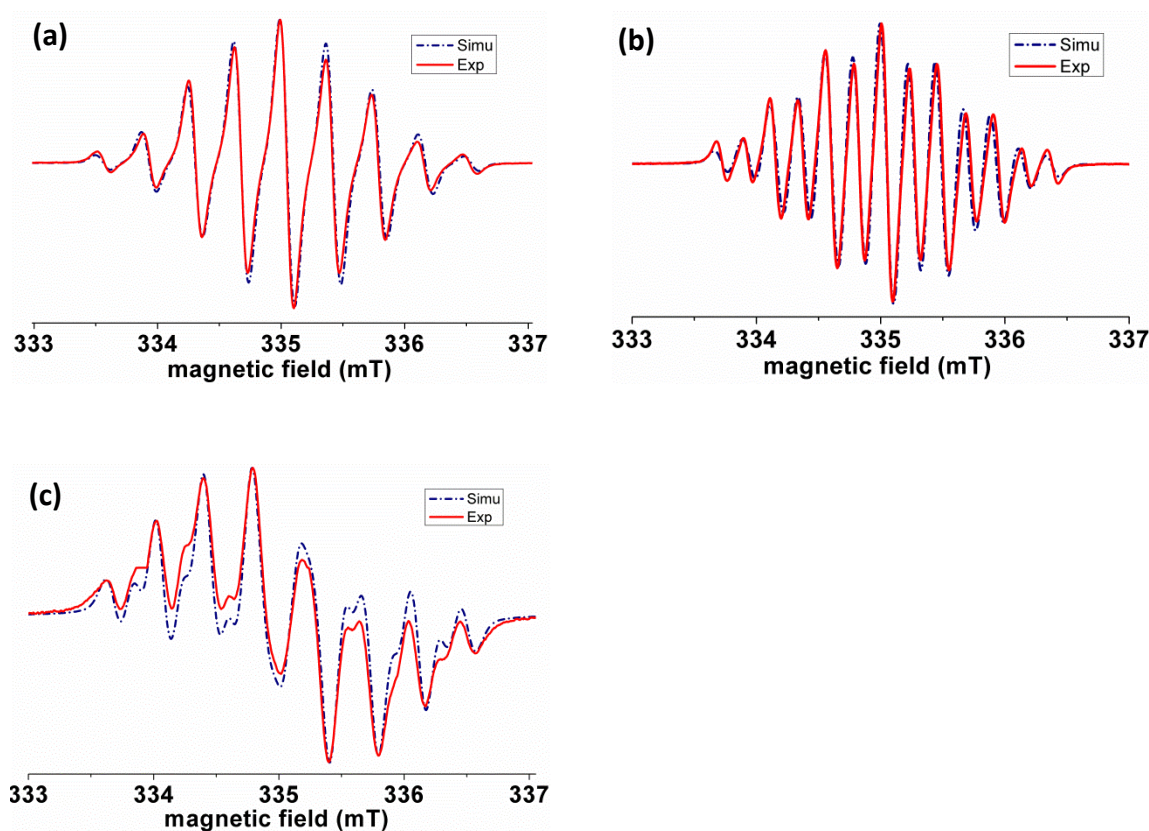 (a)
Simu
Exp
333 334 335 336 337
magnetic field (mT)
(b)
Simu
Exp
333 334 335 336 337
magnetic field (mT)
(c)
Simu
Exp
333 334 335 336 337
magnetic field (mT)